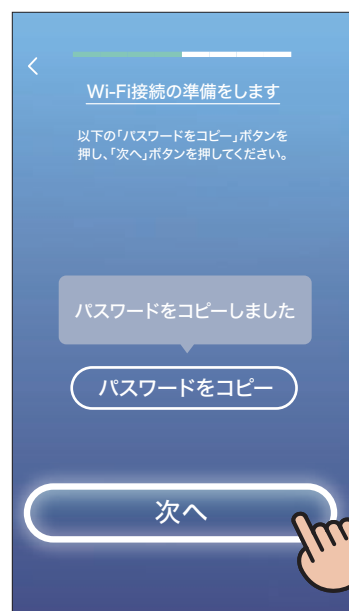 Wi-Fi接続の準備をします
以下の「パスワードをコピー」ボタンを
押し、「次へ」ボタンを押してください。
パスワードをコピーしました
パスワードをコピー
次へ